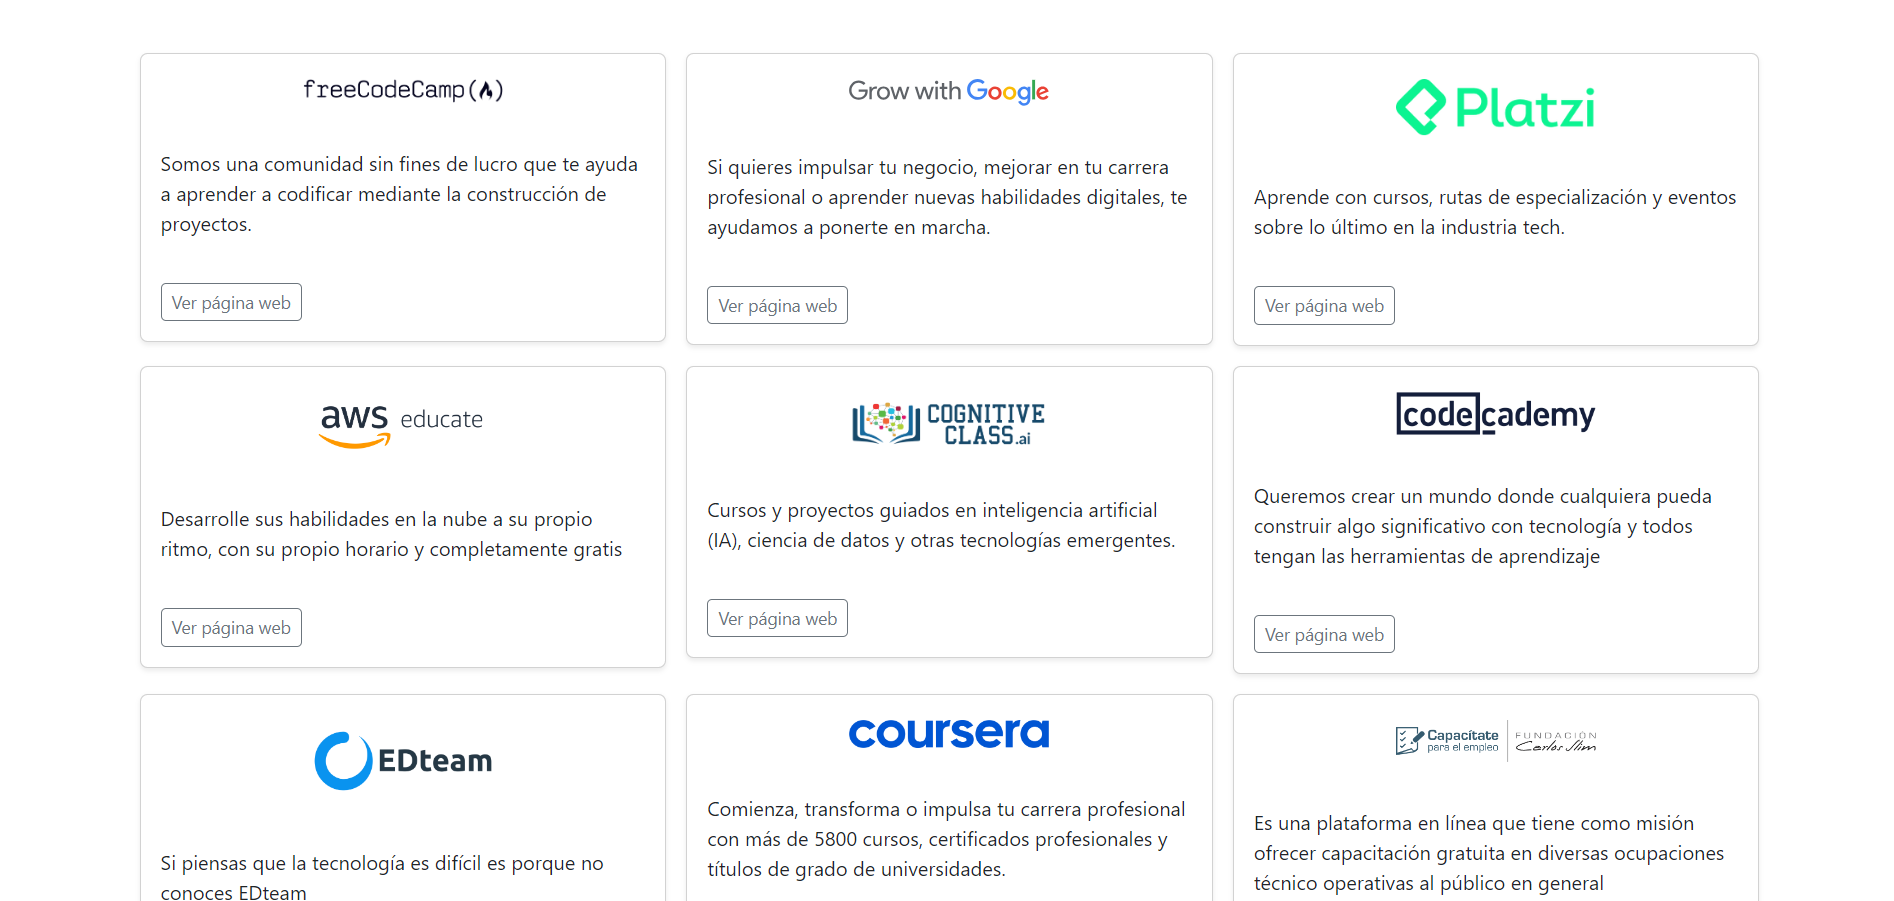 freeCodeCamp(🔥)
Somos una comunidad sin fines de lucro que te ayuda
a aprender a codificar mediante la construcción de
proyectos.
Ver página web
Grow with Google
Si quieres impulsar tu negocio, mejorar en tu carrera
profesional o aprender nuevas habilidades digitales, te
ayudamos a ponerte en marcha.
Ver página web
Platzi
Aprende con cursos, rutas de especialización y eventos
sobre lo último en la industria tech.
Ver página web
aws educate
Desarrolle sus habilidades en la nube a su propio
ritmo, con su propio horario y completamente gratis
Ver página web
COGNITIVE
CLASS.ai
Cursos y proyectos guiados en inteligencia artificial
(IA), ciencia de datos y otras tecnologías emergentes.
Ver página web
codecademy
Queremos crear un mundo donde cualquiera pueda
construir algo significativo con tecnología y todos
tengan las herramientas de aprendizaje
Ver página web
EDteam
Si piensas que la tecnología es difícil es porque no
conoces EDteam
coursera
Comienza, transforma o impulsa tu carrera profesional
con más de 5800 cursos, certificados profesionales y
títulos de grado de universidades.
Capacítate
para el empleo
FUNDACIÓN
Carlos Slim
Es una plataforma en línea que tiene como misión
ofrecer capacitación gratuita en diversas ocupaciones
técnico operativas al público en general